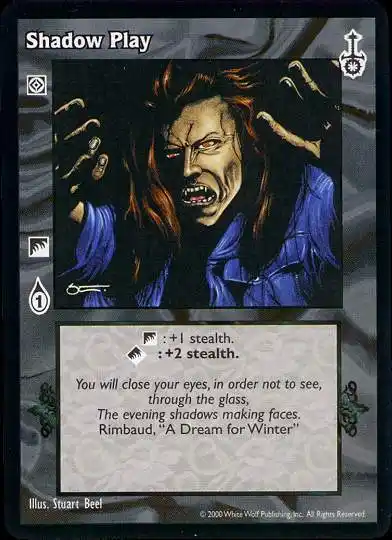 Shadow Play
1
: +1 stealth.
: +2 stealth.
You will close your eyes, in order not to see,
through the glass,
The evening shadows making faces.
Rimbaud, “A Dream for Winter”
Illus. Stuart Beel
© 2000 White Wolf Publishing, Inc. All Rights Reserved.